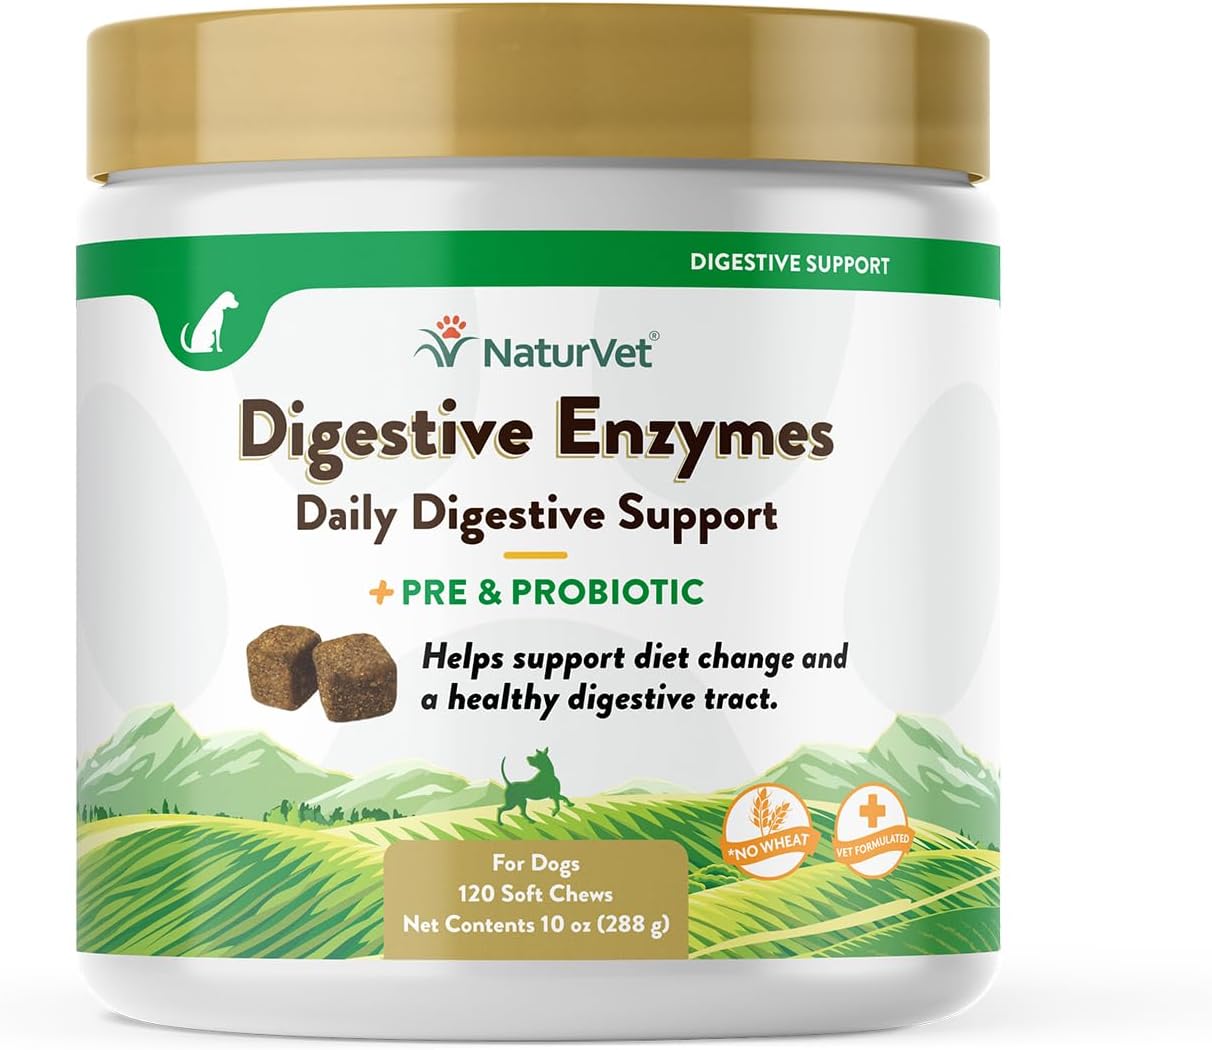 DIGESTIVE SUPPORT
NaturVet®
Digestive Enzymes
Daily Digestive Support
+ PRE & PROBIOTIC
Helps support diet change and
a healthy digestive tract.
*NO WHEAT
VET FORMULATED
For Dogs
120 Soft Chews
Net Contents 10 oz (288 g)